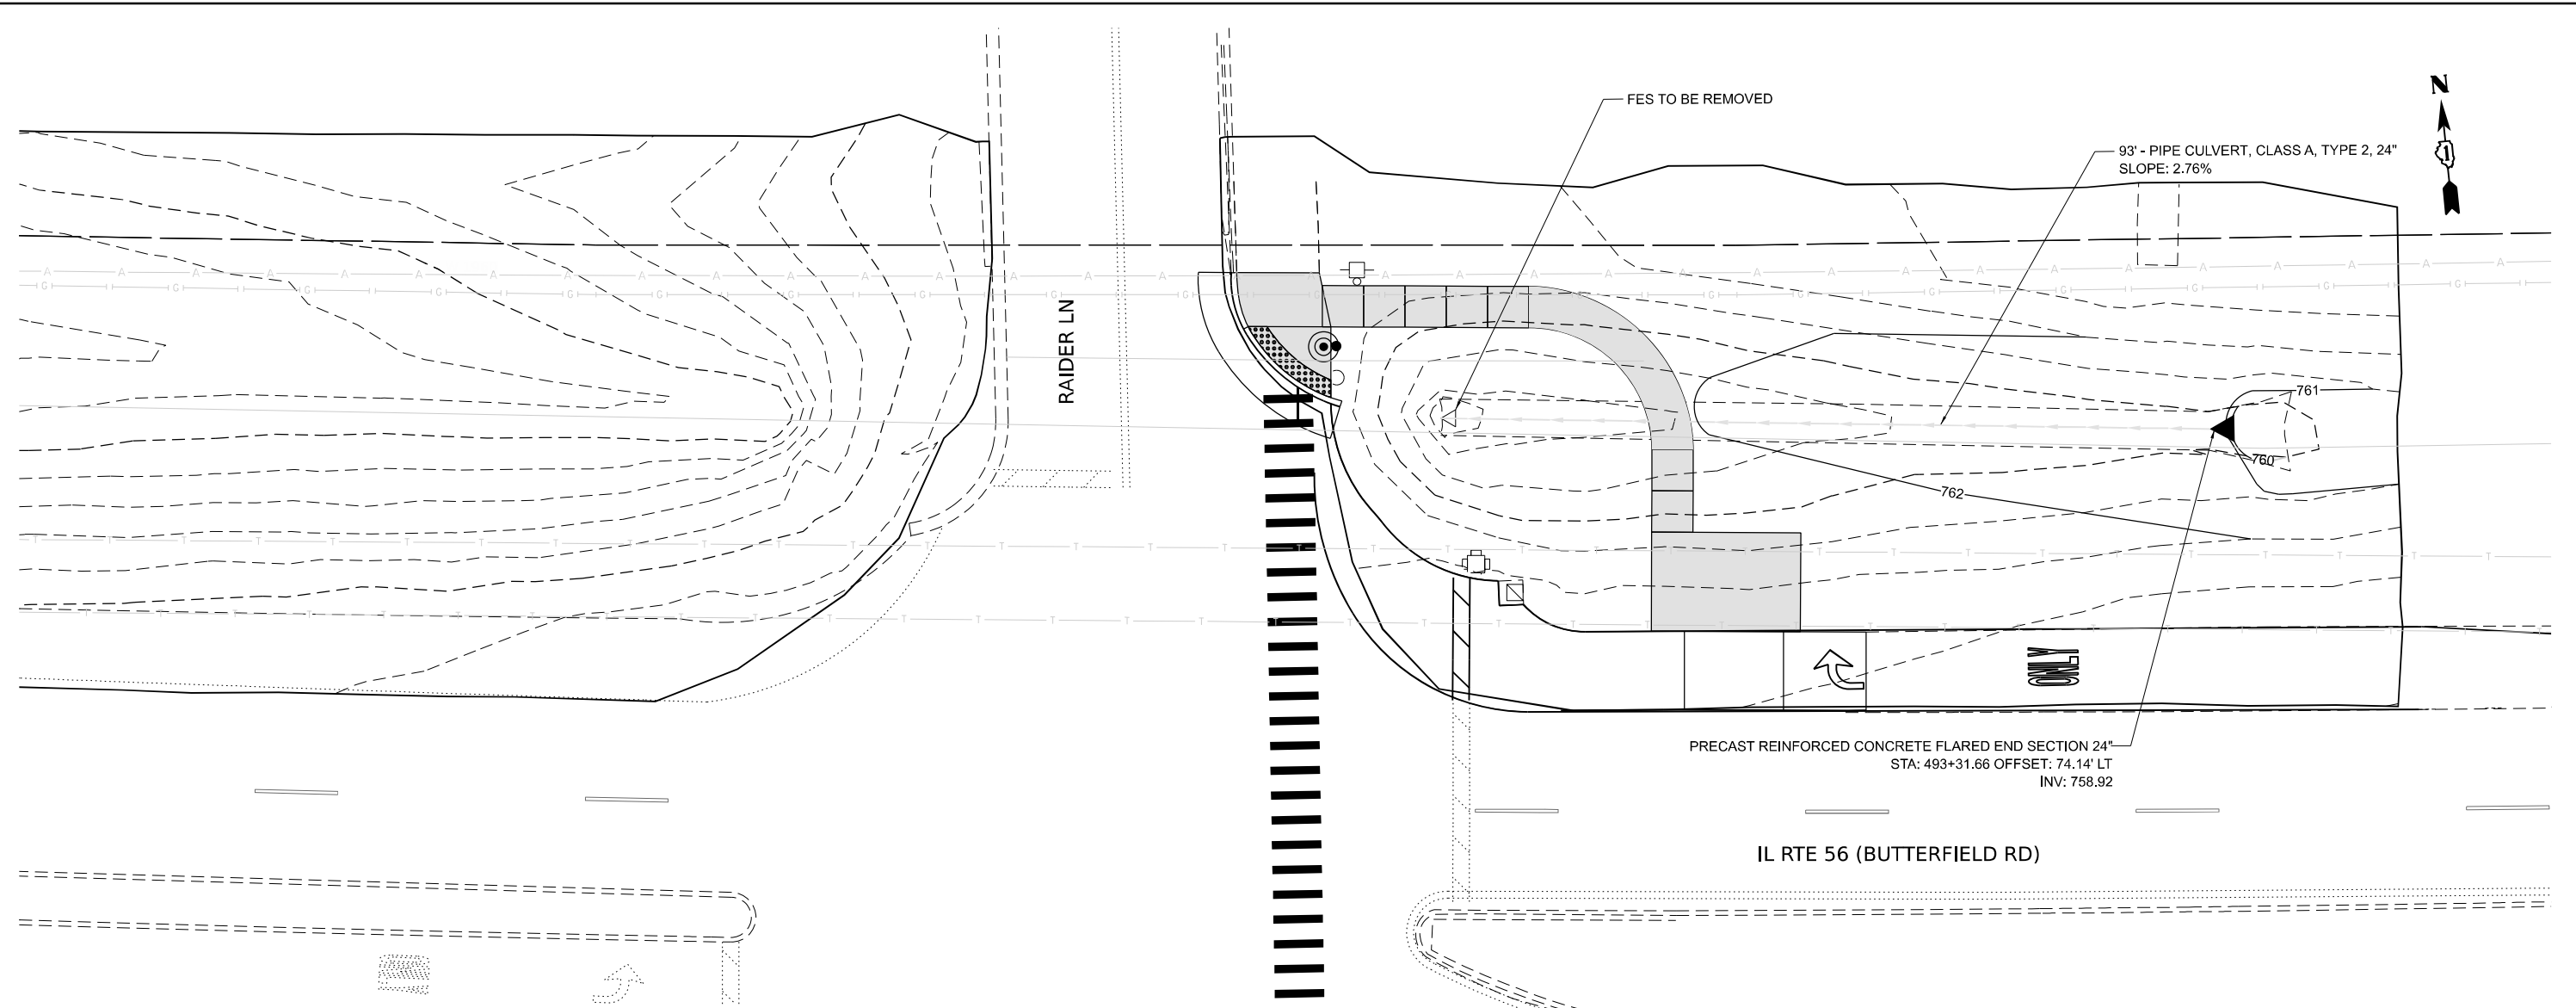 N
FES TO BE REMOVED
93' - PIPE CULVERT, CLASS A, TYPE 2, 24"
SLOPE: 2.76%
RAIDER LN
761
760
762
ONLY
PRECAST REINFORCED CONCRETE FLARED END SECTION 24"
STA: 493+31.66 OFFSET: 74.14' LT
INV: 758.92
IL RTE 56 (BUTTERFIELD RD)